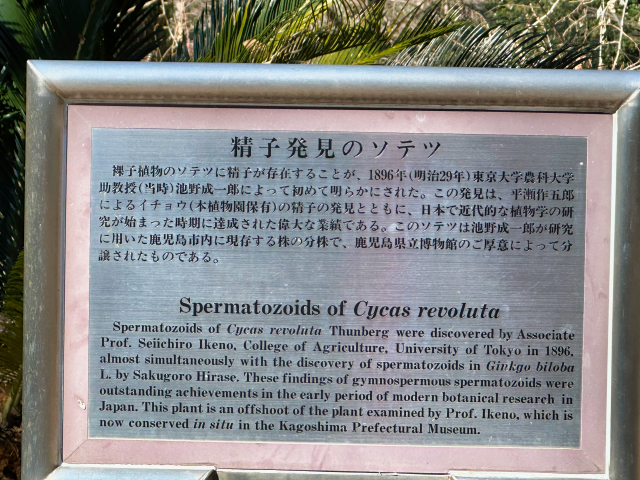 精子発見のソテツ
裸子植物のソテツに精子が存在することが、1896年(明治29年)東京大学農科大学
助教授(当時)池野成一郎によって初めて明らかにされた。この発見は、平瀬作五郎
によるイチョウ(本植物園保有)の精子の発見とともに、日本で近代的な植物学の研
究が始まった時期に達成された偉大な業績である。このソテツは池野成一郎が研究
に用いた鹿児島市内に現存する株の分株で、鹿児島県立博物館のご厚意によって分
譲されたものである。
Spermatozoids of Cycas revoluta
Spermatozoids of Cycas revoluta Thunberg were discovered by Associate
Prof. Seiichiro Ikeno, College of Agriculture, University of Tokyo in 1896,
almost simultaneously with the discovery of spermatozoids in Ginkgo biloba
L. by Sakugoro Hirase. These findings of gymnospermous spermatozoids were
outstanding achievements in the early period of modern botanical research in
Japan. This plant is an offshoot of the plant examined by Prof. Ikeno, which is
now conserved in situ in the Kagoshima Prefectural Museum.